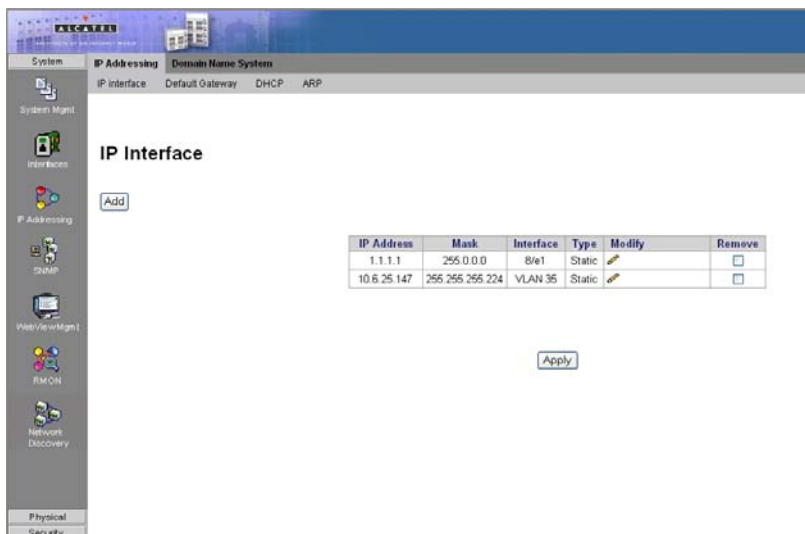 ALCATEL
System
IP Addressing
Domain Name System
IP Interface
Default Gateway
DHCP
ARP
System Mgmt
Interfaces
IP Addressing
SNMP
WebViewMgmt
RMON
Network
Discovery
Physical
Security
IP Interface
Add
IP Address Mask Interface Type Modify Remove
1.1.1.1 255.0.0.0 8/e1 Static
10.6.25.147 255.255.255.224 VLAN 35 Static
Apply